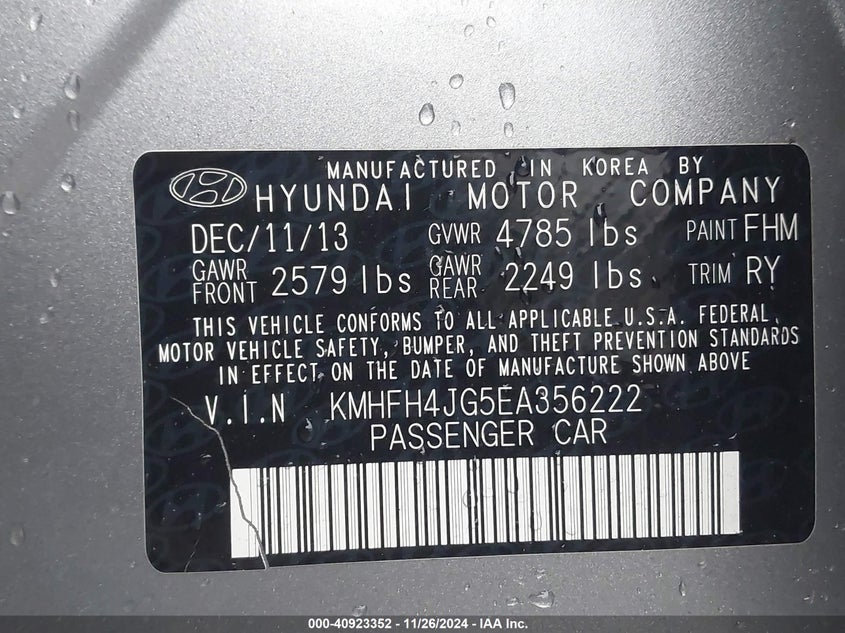 MANUFACTURED IN KOREA BY
HYUNDAI MOTOR COMPANY
DEC/11/13 GVWR 4785 lbs PAINT FHM
GAWR FRONT 2579 lbs GAWR REAR 2249 lbs TRIM RY
THIS VEHICLE CONFORMS TO ALL APPLICABLE U.S.A. FEDERAL
MOTOR VEHICLE SAFETY, BUMPER, AND THEFT PREVENTION STANDARDS
IN EFFECT ON THE DATE OF MANUFACTURE SHOWN ABOVE
V.I.N KMHFH4JG5EA356222
PASSENGER CAR
000-40923352 - 11/26/2024 - IAA Inc.